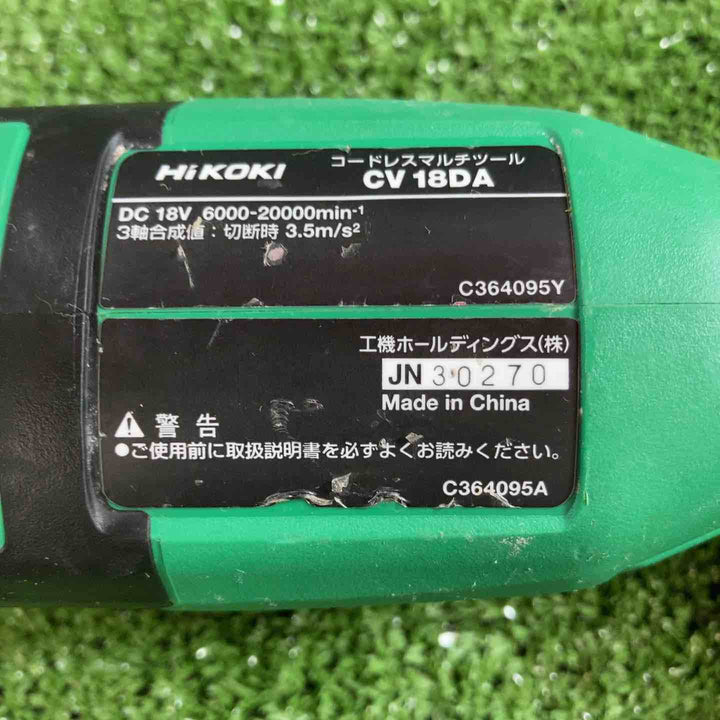 HiKOKI コードレスマルチツール
CV 18DA
DC 18V 6000-20000min-1
3軸合成値：切断時 3.5m/s²
C364095Y
工機ホールディングス(株)
JN 30270
Made in China
警告
●ご使用前に取扱説明書を必ずよくお読みください。
C364095A